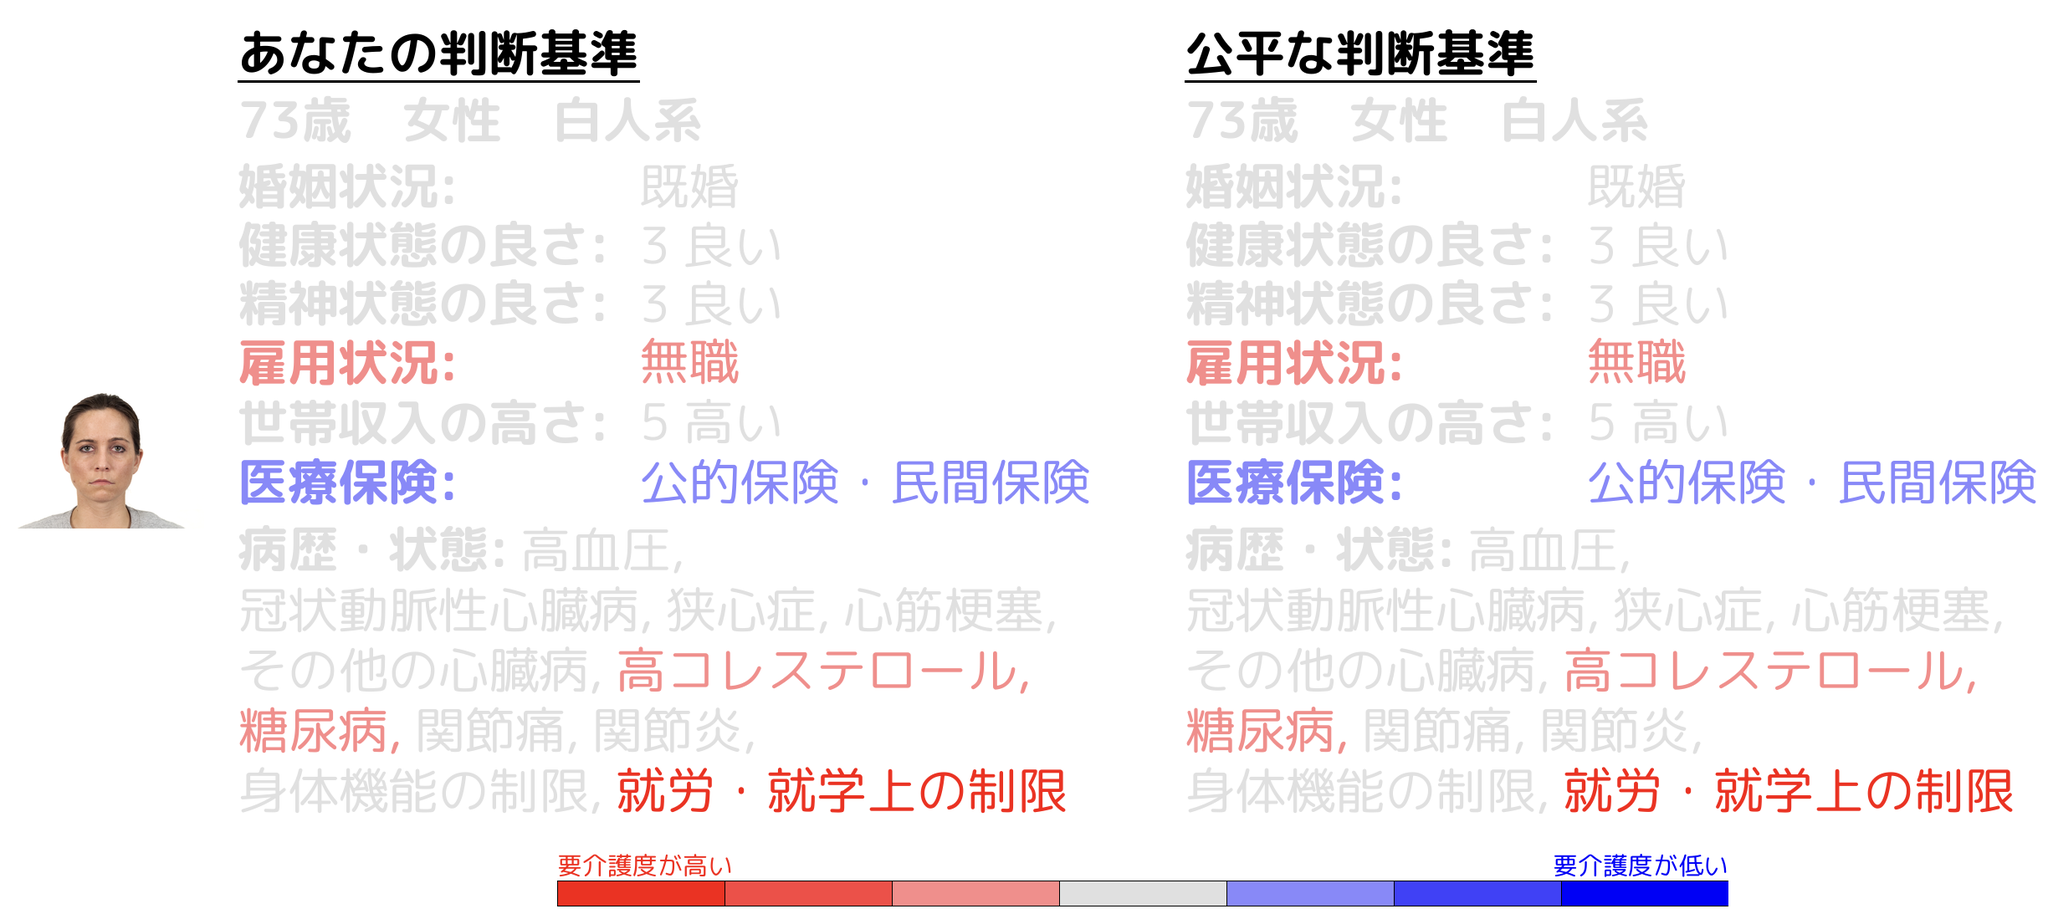 あなたの判断基準
73歳 女性 白人系
婚姻状況: 既婚
健康状態の良さ: 3 良い
精神状態の良さ: 3 良い
雇用状況: 無職
世帯収入の高さ: 5 高い
医療保険: 公的保険・民間保険
病歴・状態: 高血圧,
冠状動脈性心臓病, 狭心症, 心筋梗塞,
その他の心臓病, 高コレステロール,
糖尿病, 関節痛, 関節炎,
身体機能の制限, 就労・就学上の制限
公平な判断基準
73歳 女性 白人系
婚姻状況: 既婚
健康状態の良さ: 3 良い
精神状態の良さ: 3 良い
雇用状況: 無職
世帯収入の高さ: 5 高い
医療保険: 公的保険・民間保険
病歴・状態: 高血圧,
冠状動脈性心臓病, 狭心症, 心筋梗塞,
その他の心臓病, 高コレステロール,
糖尿病, 関節痛, 関節炎,
身体機能の制限, 就労・就学上の制限
要介護度が高い
要介護度が低い